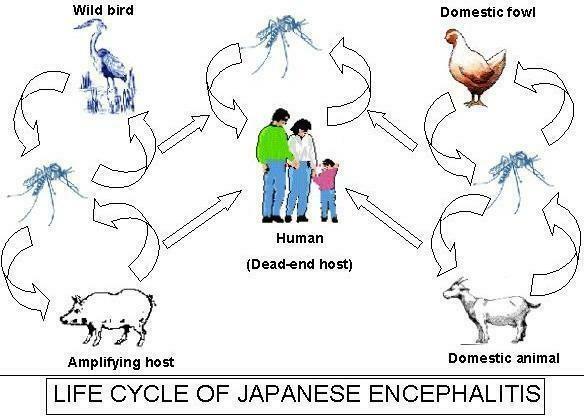 Wild bird
Domestic fowl
Human
(Dead-end host)
Amplifying host
Domestic animal
LIFE CYCLE OF JAPANESE ENCEPHALITIS